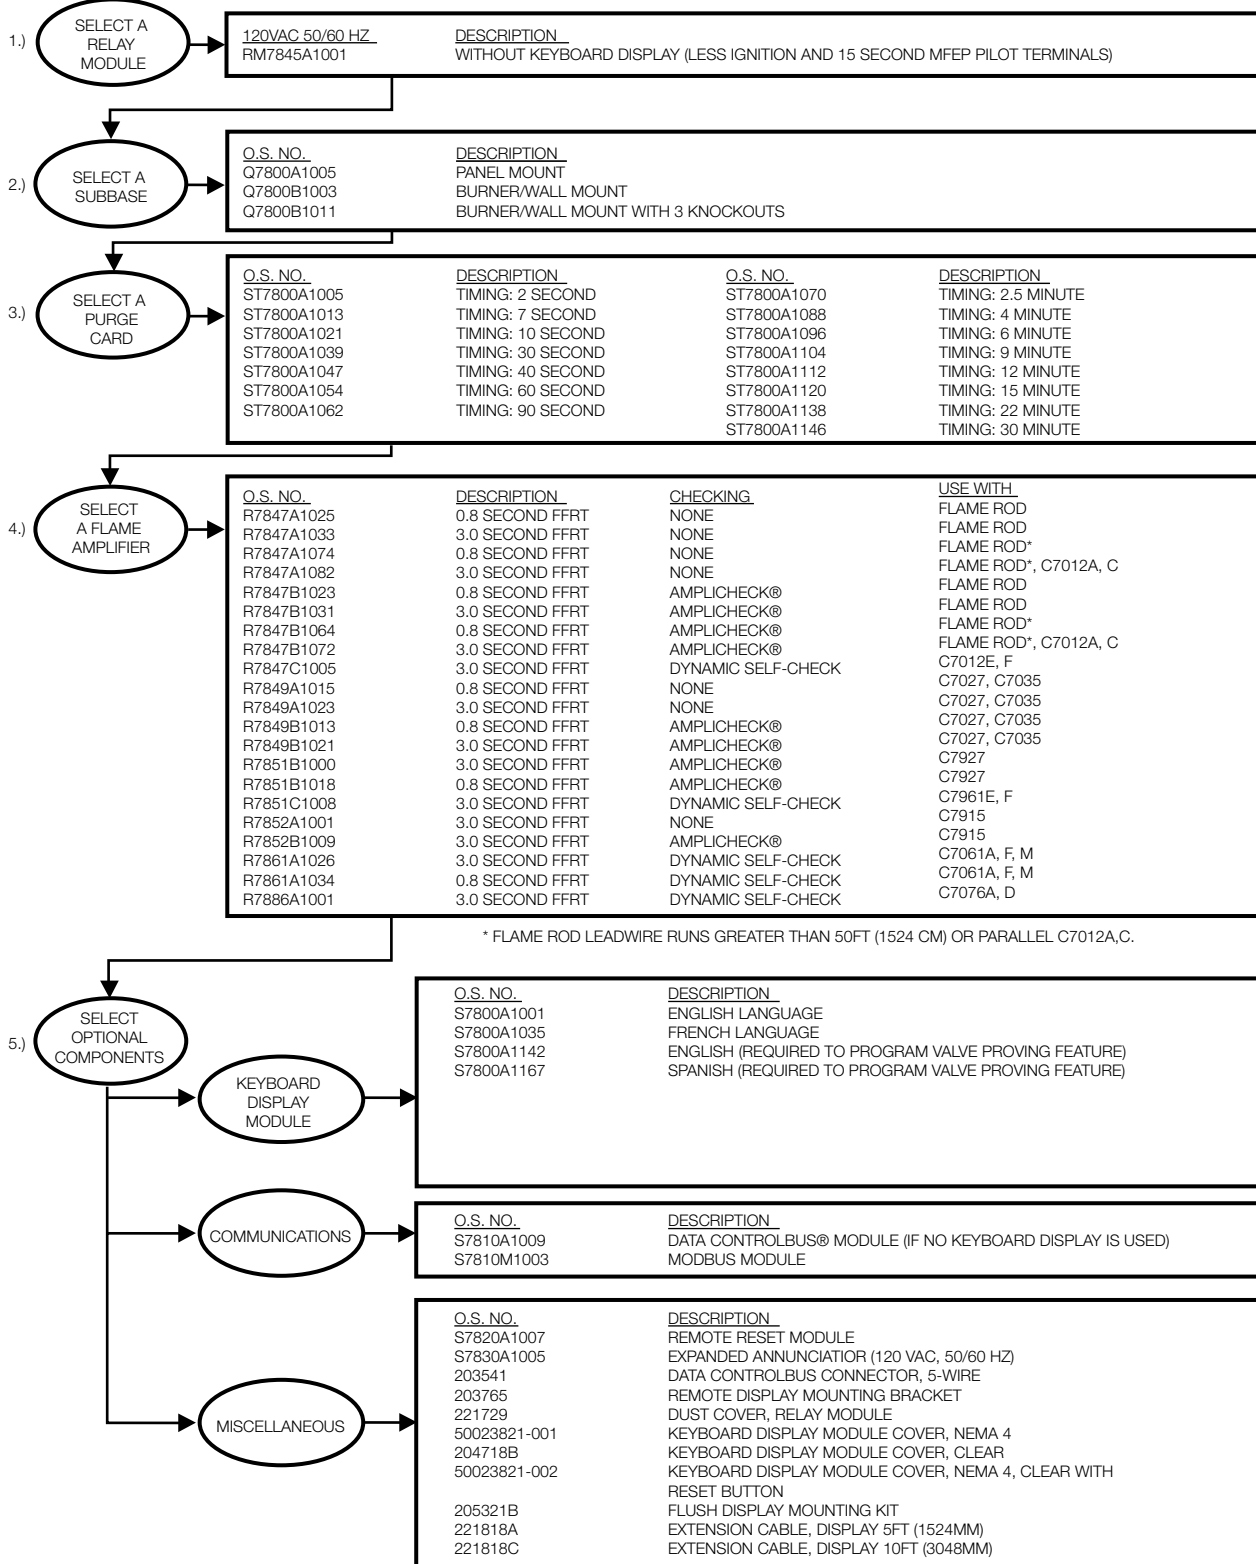 1.)
SELECT A
RELAY
MODULE
120VAC 50/60 HZ DESCRIPTION
RM7845A1001 WITHOUT KEYBOARD DISPLAY (LESS IGNITION AND 15 SECOND MFEP PILOT TERMINALS)
2.)
SELECT A
SUBBASE
O.S. NO. DESCRIPTION
Q7800A1005 PANEL MOUNT
Q7800B1003 BURNER/WALL MOUNT
Q7800B1011 BURNER/WALL MOUNT WITH 3 KNOCKOUTS
3.)
SELECT A
PURGE
CARD
O.S. NO. DESCRIPTION O.S. NO. DESCRIPTION
ST7800A1005 TIMING: 2 SECOND ST7800A1070 TIMING: 2.5 MINUTE
ST7800A1013 TIMING: 7 SECOND ST7800A1088 TIMING: 4 MINUTE
ST7800A1021 TIMING: 10 SECOND ST7800A1096 TIMING: 6 MINUTE
ST7800A1039 TIMING: 30 SECOND ST7800A1104 TIMING: 9 MINUTE
ST7800A1047 TIMING: 40 SECOND ST7800A1112 TIMING: 12 MINUTE
ST7800A1054 TIMING: 60 SECOND ST7800A1120 TIMING: 15 MINUTE
ST7800A1062 TIMING: 90 SECOND ST7800A1138 TIMING: 22 MINUTE
ST7800A1146 TIMING: 30 MINUTE
4.)
SELECT
A FLAME
AMPLIFIER
O.S. NO. DESCRIPTION CHECKING USE WITH
R7847A1025 0.8 SECOND FFRT NONE FLAME ROD
R7847A1033 3.0 SECOND FFRT NONE FLAME ROD
R7847A1074 0.8 SECOND FFRT NONE FLAME ROD*
R7847A1082 3.0 SECOND FFRT NONE FLAME ROD*, C7012A, C
R7847B1023 0.8 SECOND FFRT AMPLICHECK® FLAME ROD
R7847B1031 3.0 SECOND FFRT AMPLICHECK® FLAME ROD
R7847B1064 0.8 SECOND FFRT AMPLICHECK® FLAME ROD*
R7847B1072 3.0 SECOND FFRT AMPLICHECK® FLAME ROD*, C7012A, C
R7847C1005 3.0 SECOND FFRT DYNAMIC SELF-CHECK C7012E, F
R7849A1015 0.8 SECOND FFRT NONE C7027, C7035
R7849A1023 3.0 SECOND FFRT NONE C7027, C7035
R7849B1013 0.8 SECOND FFRT AMPLICHECK® C7027, C7035
R7849B1021 3.0 SECOND FFRT AMPLICHECK® C7027, C7035
R7851B1000 3.0 SECOND FFRT AMPLICHECK® C7927
R7851B1018 0.8 SECOND FFRT AMPLICHECK® C7927
R7851C1008 3.0 SECOND FFRT DYNAMIC SELF-CHECK C7961E, F
R7852A1001 3.0 SECOND FFRT NONE C7915
R7852B1009 3.0 SECOND FFRT AMPLICHECK® C7915
R7861A1026 3.0 SECOND FFRT DYNAMIC SELF-CHECK C7061A, F, M
R7861A1034 0.8 SECOND FFRT DYNAMIC SELF-CHECK C7061A, F, M
R7886A1001 3.0 SECOND FFRT DYNAMIC SELF-CHECK C7076A, D
* FLAME ROD LEADWIRE RUNS GREATER THAN 50FT (1524 CM) OR PARALLEL C7012A,C.
5.)
SELECT
OPTIONAL
COMPONENTS
KEYBOARD
DISPLAY
MODULE
O.S. NO. DESCRIPTION
S7800A1001 ENGLISH LANGUAGE
S7800A1035 FRENCH LANGUAGE
S7800A1142 ENGLISH (REQUIRED TO PROGRAM VALVE PROVING FEATURE)
S7800A1167 SPANISH (REQUIRED TO PROGRAM VALVE PROVING FEATURE)
COMMUNICATIONS
O.S. NO. DESCRIPTION
S7810A1009 DATA CONTROLBUS® MODULE (IF NO KEYBOARD DISPLAY IS USED)
S7810M1003 MODBUS MODULE
MISCELLANEOUS
O.S. NO. DESCRIPTION
S7820A1007 REMOTE RESET MODULE
S7830A1005 EXPANDED ANNUNCIATIOR (120 VAC, 50/60 HZ)
203541 DATA CONTROLBUS CONNECTOR, 5-WIRE
203765 REMOTE DISPLAY MOUNTING BRACKET
221729 DUST COVER, RELAY MODULE
50023821-001 KEYBOARD DISPLAY MODULE COVER, NEMA 4
204718B KEYBOARD DISPLAY MODULE COVER, CLEAR
50023821-002 KEYBOARD DISPLAY MODULE COVER, NEMA 4, CLEAR WITH
RESET BUTTON
205321B FLUSH DISPLAY MOUNTING KIT
221818A EXTENSION CABLE, DISPLAY 5FT (1524MM)
221818C EXTENSION CABLE, DISPLAY 10FT (3048MM)